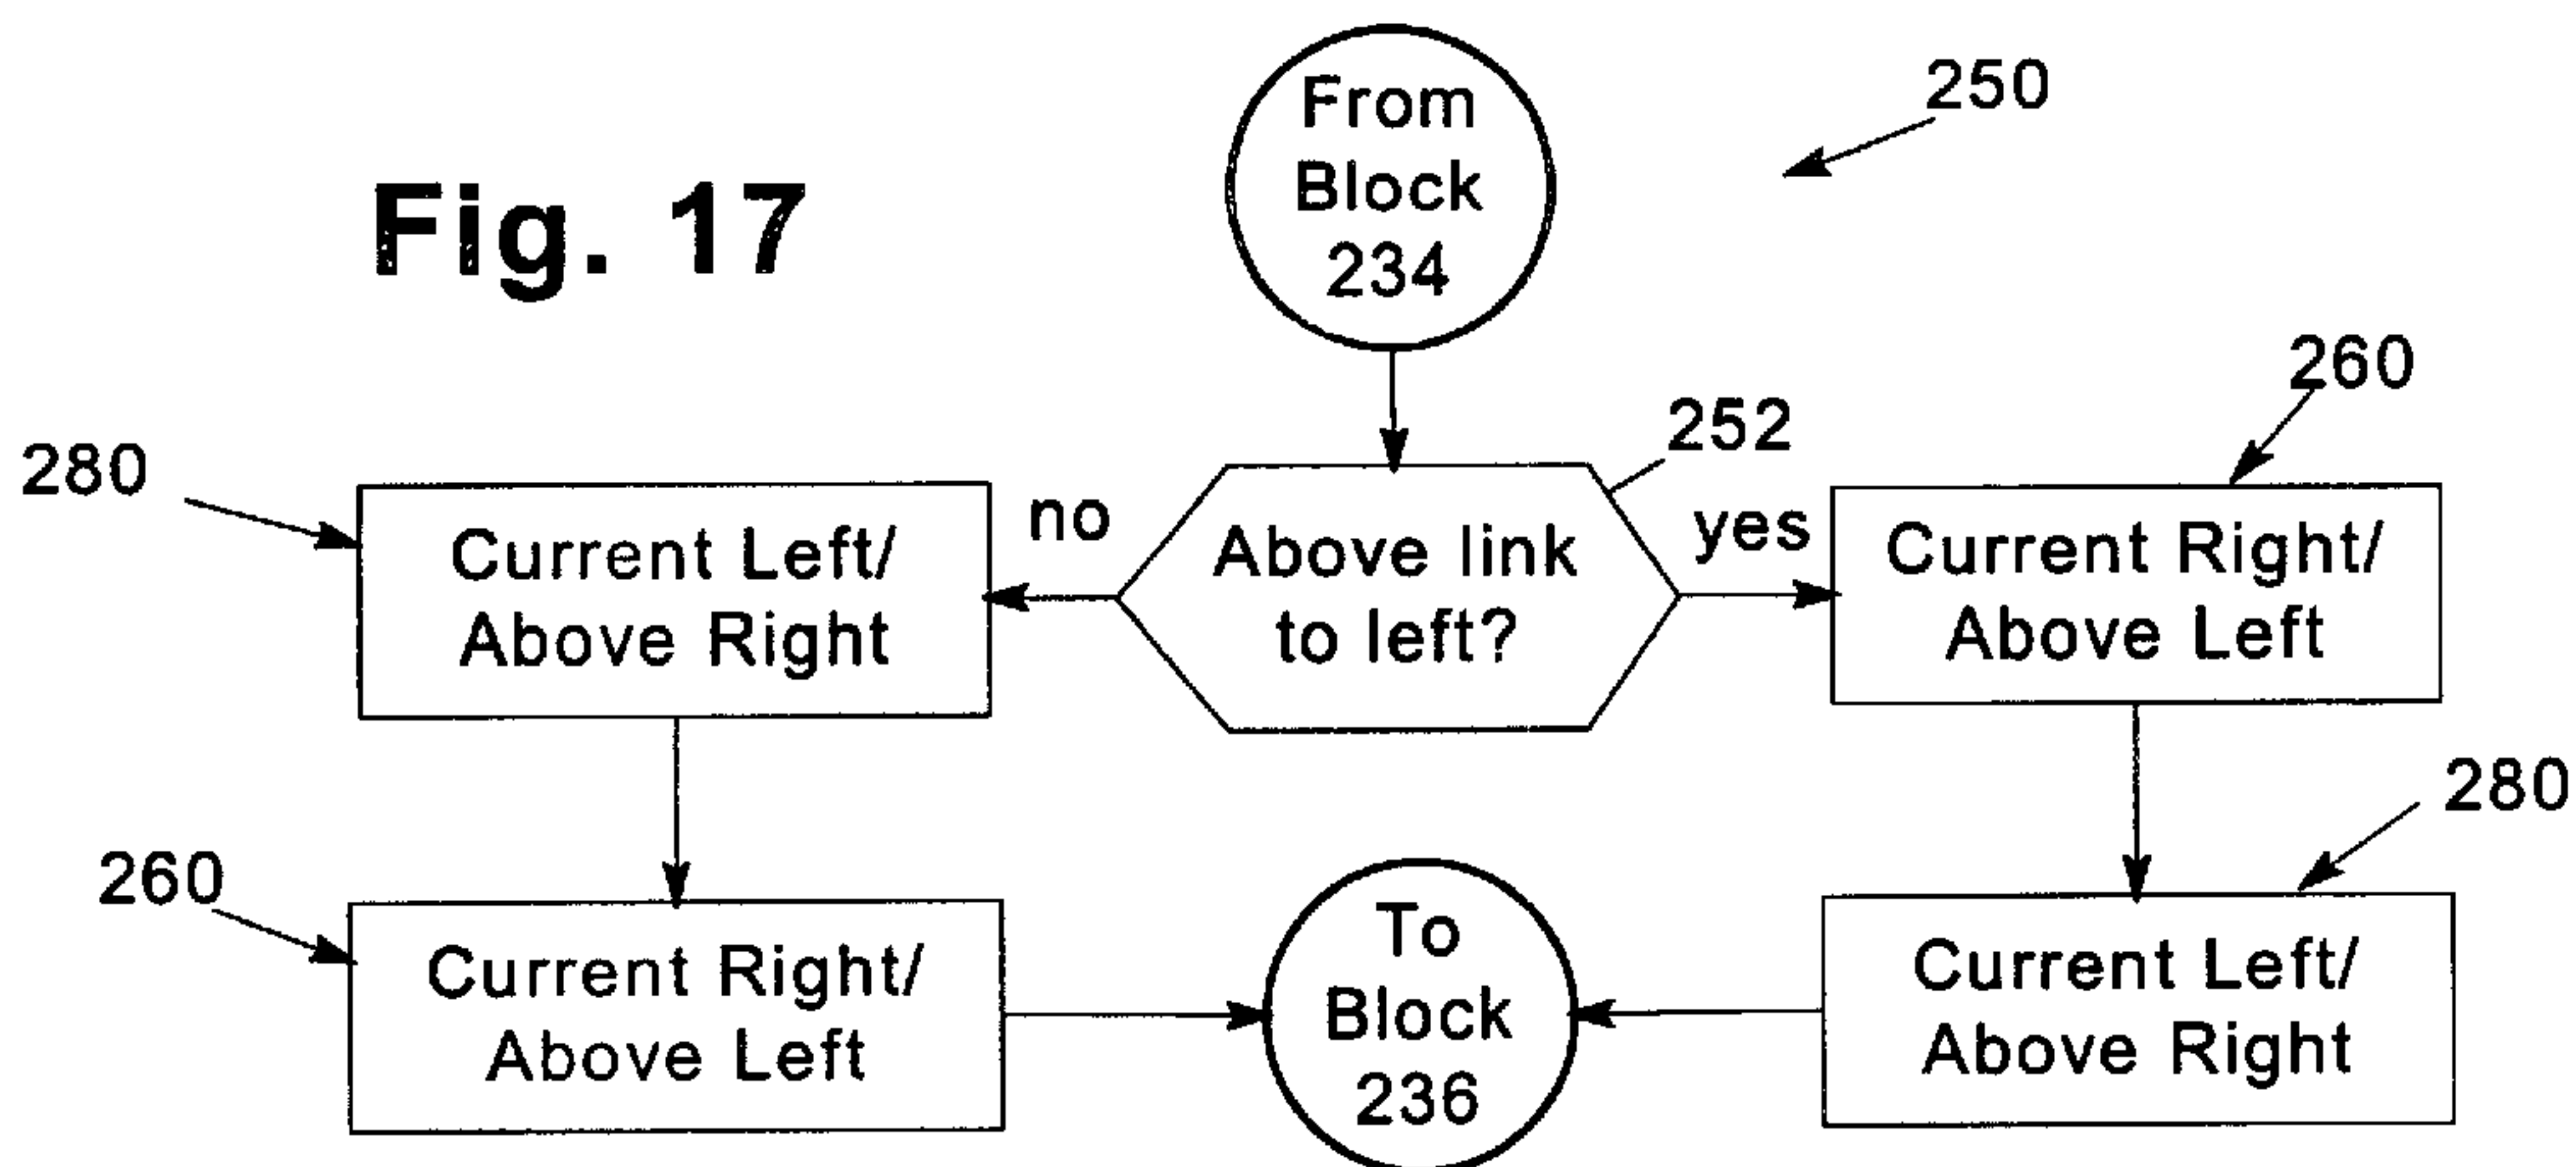 Fig. 17
From
Block
234
250
252
Above link
to left?
no
yes
280
Current Left/
Above Right
260
Current Right/
Above Left
260
Current Right/
Above Left
280
Current Left/
Above Right
To
Block
236